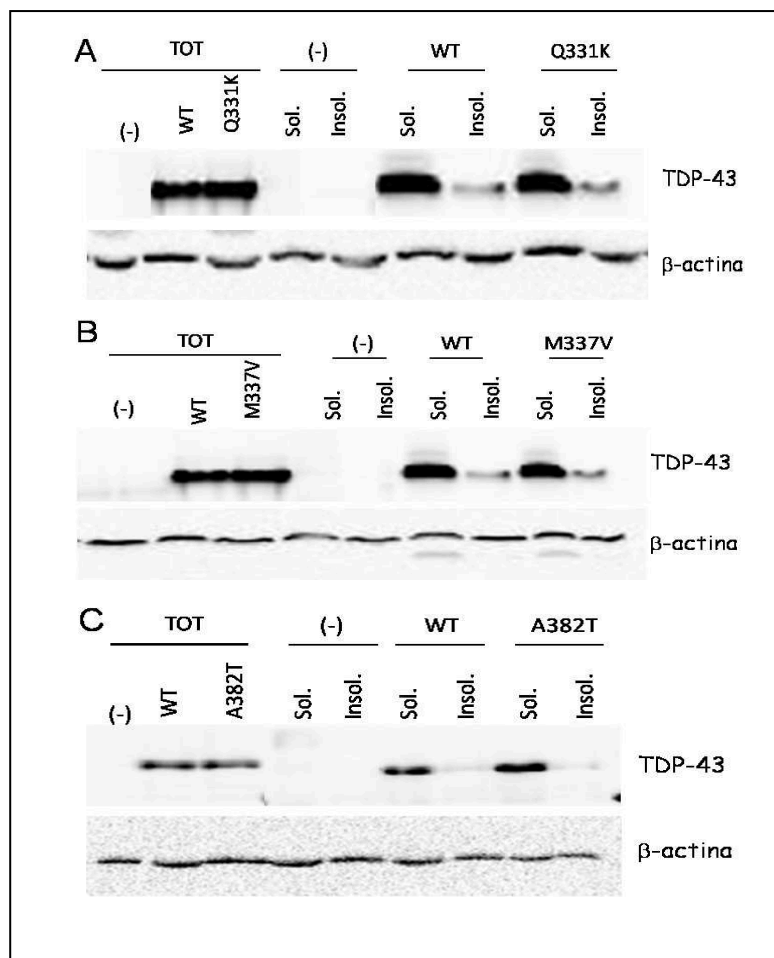 A
TOT (-) WT Q331K
(-) WT Q331K Sol. Insol. Sol. Insol. Sol. Insol.
TDP-43
β-actina
B
TOT (-) WT M337V
(-) WT M337V Sol. Insol. Sol. Insol. Sol. Insol.
TDP-43
β-actina
C
TOT (-) WT A382T
(-) WT A382T Sol. Insol. Sol. Insol. Sol. Insol.
TDP-43
β-actina